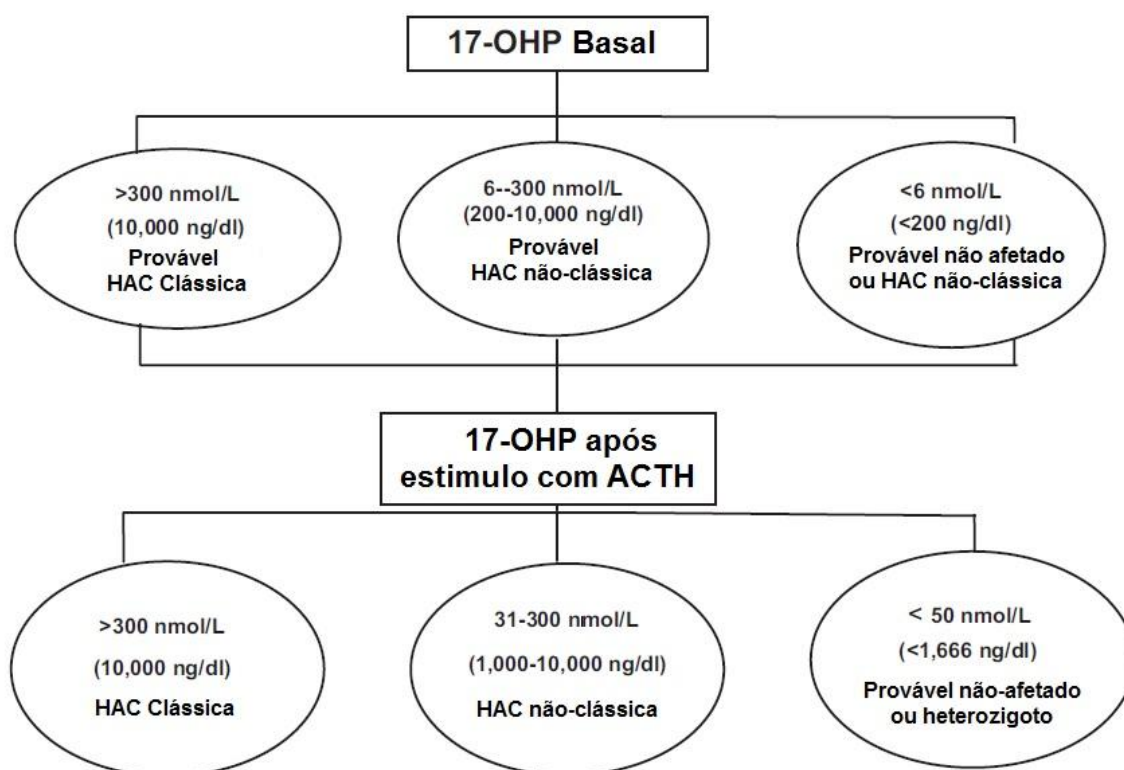 17-OHP Basal
>300 nmol/L
(10,000 ng/dl)
Provável
HAC Clássica
6--300 nmol/L
(200-10,000 ng/dl)
Provável
HAC não-clássica
<6 nmol/L
(<200 ng/dl)
Provável não afetado
ou HAC não-clássica
17-OHP após
estimulo com ACTH
>300 nmol/L
(10,000 ng/dl)
HAC Clássica
31-300 nmol/L
(1,000-10,000 ng/dl)
HAC não-clássica
< 50 nmol/L
(<1,666 ng/dl)
Provável não-afetado
ou heterozigoto